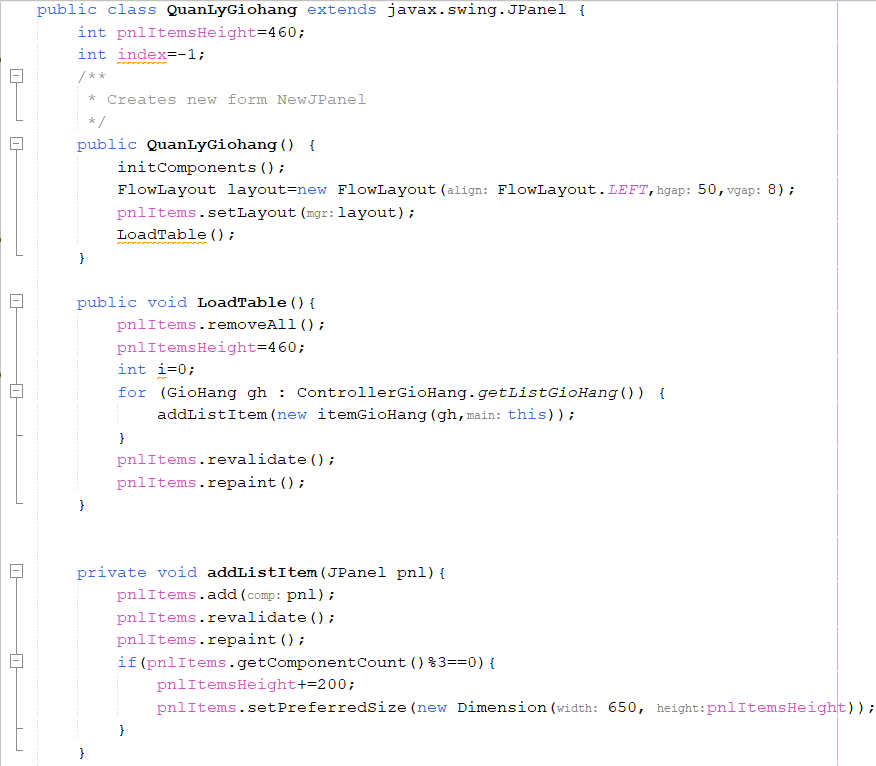 public class QuanLyGiohang extends javax.swing.JPanel {
    int pnlItemsHeight=460;
    int index=-1;
    /**
     * Creates new form NewJPanel
     */
    public QuanLyGiohang() {
        initComponents();
        FlowLayout layout=new FlowLayout(align: FlowLayout.LEFT,hgap: 50,vgap: 8);
        pnlItems.setLayout(mgr: layout);
        LoadTable();
    }
    public void LoadTable(){
        pnlItems.removeAll();
        pnlItemsHeight=460;
        int i=0;
        for (GioHang gh : ControllerGioHang.getListGioHang()) {
            addListItem(new itemGioHang(gh,main: this));
        }
        pnlItems.revalidate();
        pnlItems.repaint();
    }
    private void addListItem(JPanel pnl){
        pnlItems.add(comp: pnl);
        pnlItems.revalidate();
        pnlItems.repaint();
        if(pnlItems.getComponentCount()%3==0){
            pnlItemsHeight+=200;
            pnlItems.setPreferredSize(new Dimension(width: 650, height:pnlItemsHeight));
        }
    }